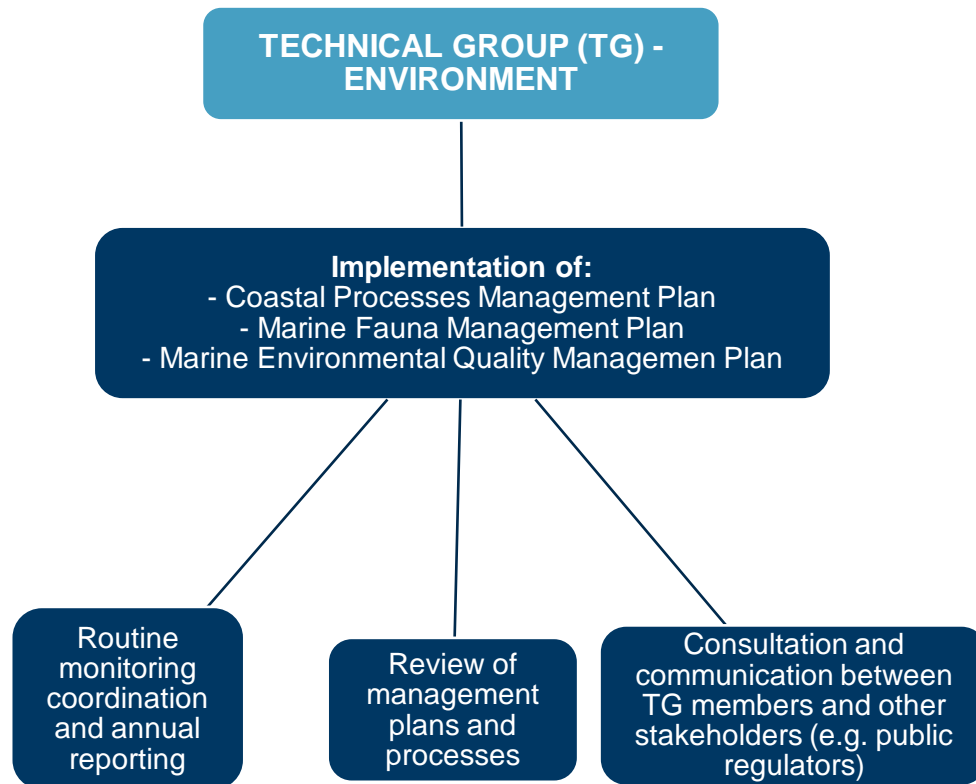 TECHNICAL GROUP (TG) -
ENVIRONMENT
Implementation of:
- Coastal Processes Management Plan
- Marine Fauna Management Plan
- Marine Environmental Quality Managemen Plan
Routine
monitoring
coordination
and annual
reporting
Review of
management
plans and
processes
Consultation and
communication between
TG members and other
stakeholders (e.g. public
regulators)